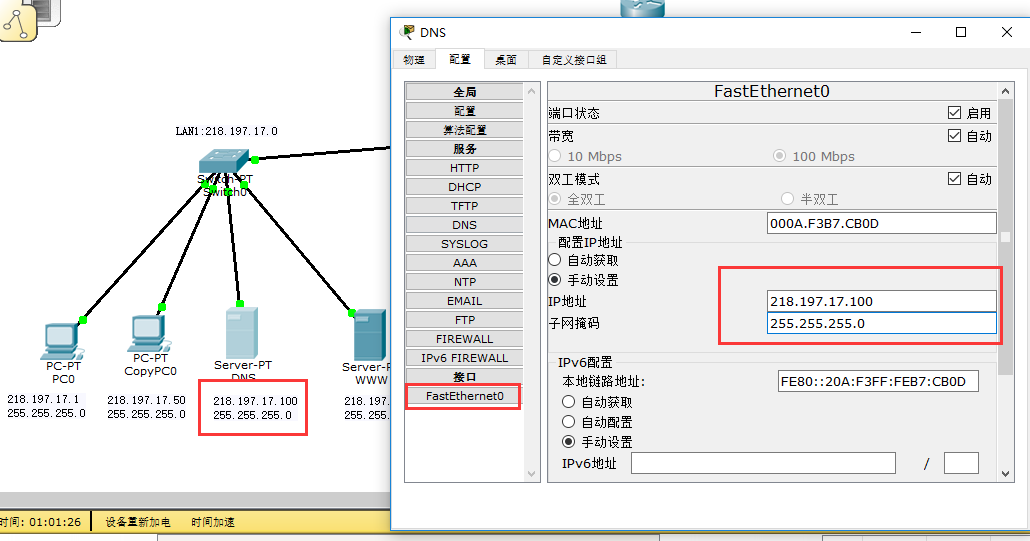 DNS
物理 配置 桌面 自定义接口组
全局
配置
算法配置
服务
HTTP
DHCP
TFTP
DNS
SYSLOG
AAA
NTP
EMAIL
FTP
FIREWALL
IPv6 FIREWALL
接口
FastEthernet0
FastEthernet0
端口状态 启用
带宽 自动
10 Mbps 100 Mbps
双工模式 自动
全双工 半双工
MAC地址 000A.F3B7.CB0D
配置IP地址
自动获取
手动设置
IP地址 218.197.17.100
子网掩码 255.255.255.0
IPv6配置
本地链路地址: FE80::20A:F3FF:FEB7:CB0D
自动获取
自动配置
手动设置
IPv6地址 /
LAN1:218.197.17.0
Switch-PT
Switch0
PC-PT
PC0
218.197.17.1
255.255.255.0
PC-PT
CopyPC0
218.197.17.50
255.255.255.0
Server-PT
DNS
218.197.17.100
255.255.255.0
Server-P
WWW
218.197
255.255
时间: 01:01:26 设备重新加电 时间加速